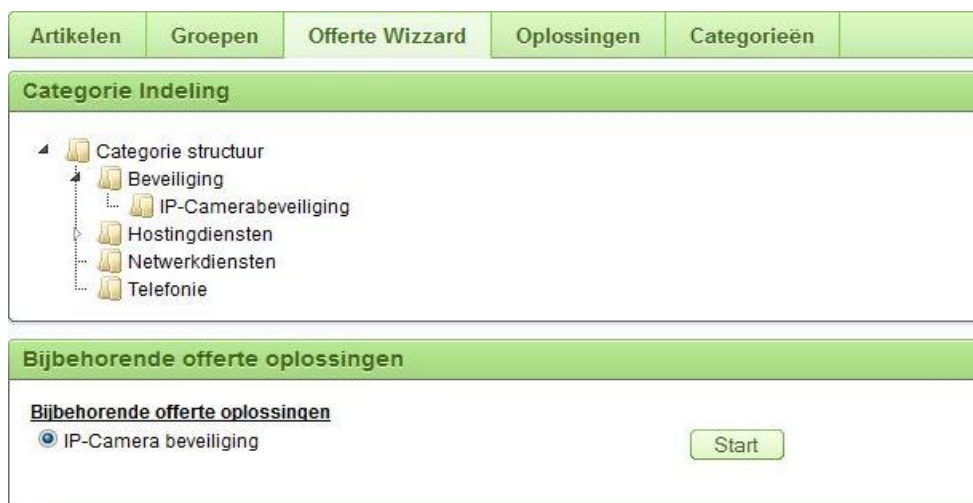 Artikelen Groepen Offerte Wizzard Oplossingen Categorieën
Categorie Indeling
Categorie structuur
Beveiliging
IP-Camerabeveiliging
Hostingdiensten
Netwerkdiensten
Telefonie
Bijbehorende offerte oplossingen
Bijbehorende offerte oplossingen
IP-Camera beveiliging Start